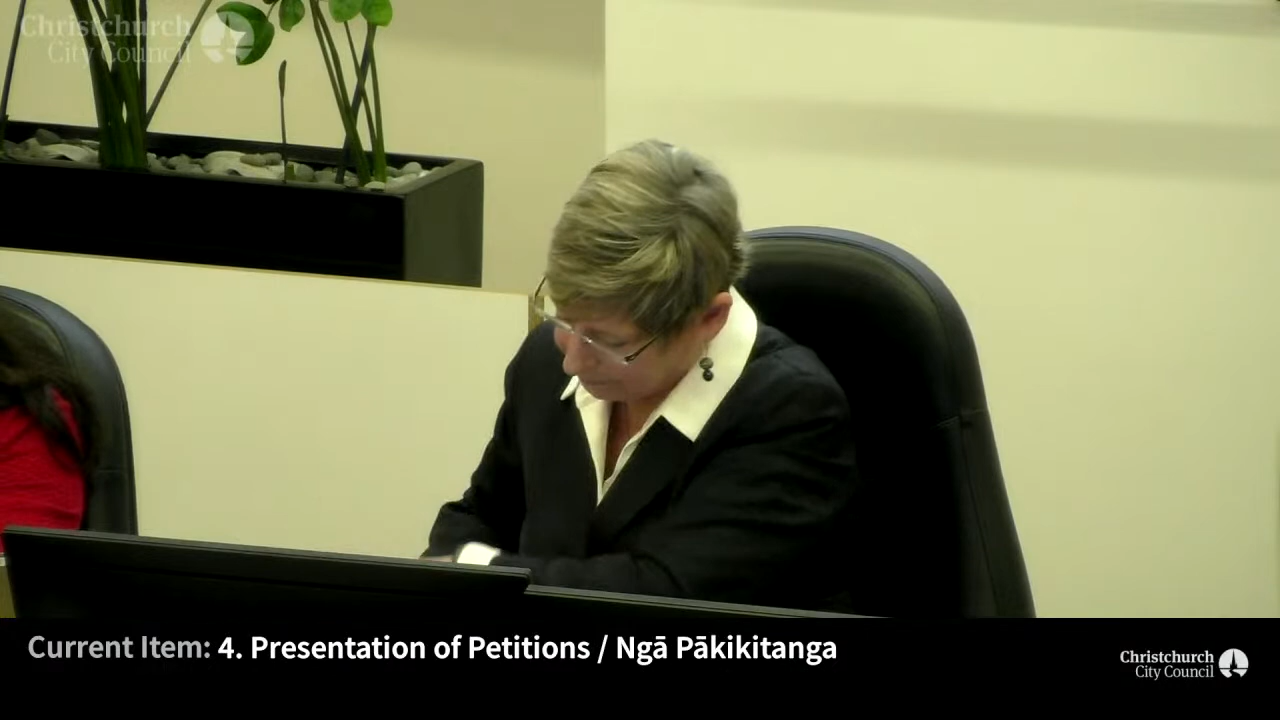 Christchurch
City Council
Current Item: 4. Presentation of Petitions / Ngā Pākikitanga
Christchurch
City Council